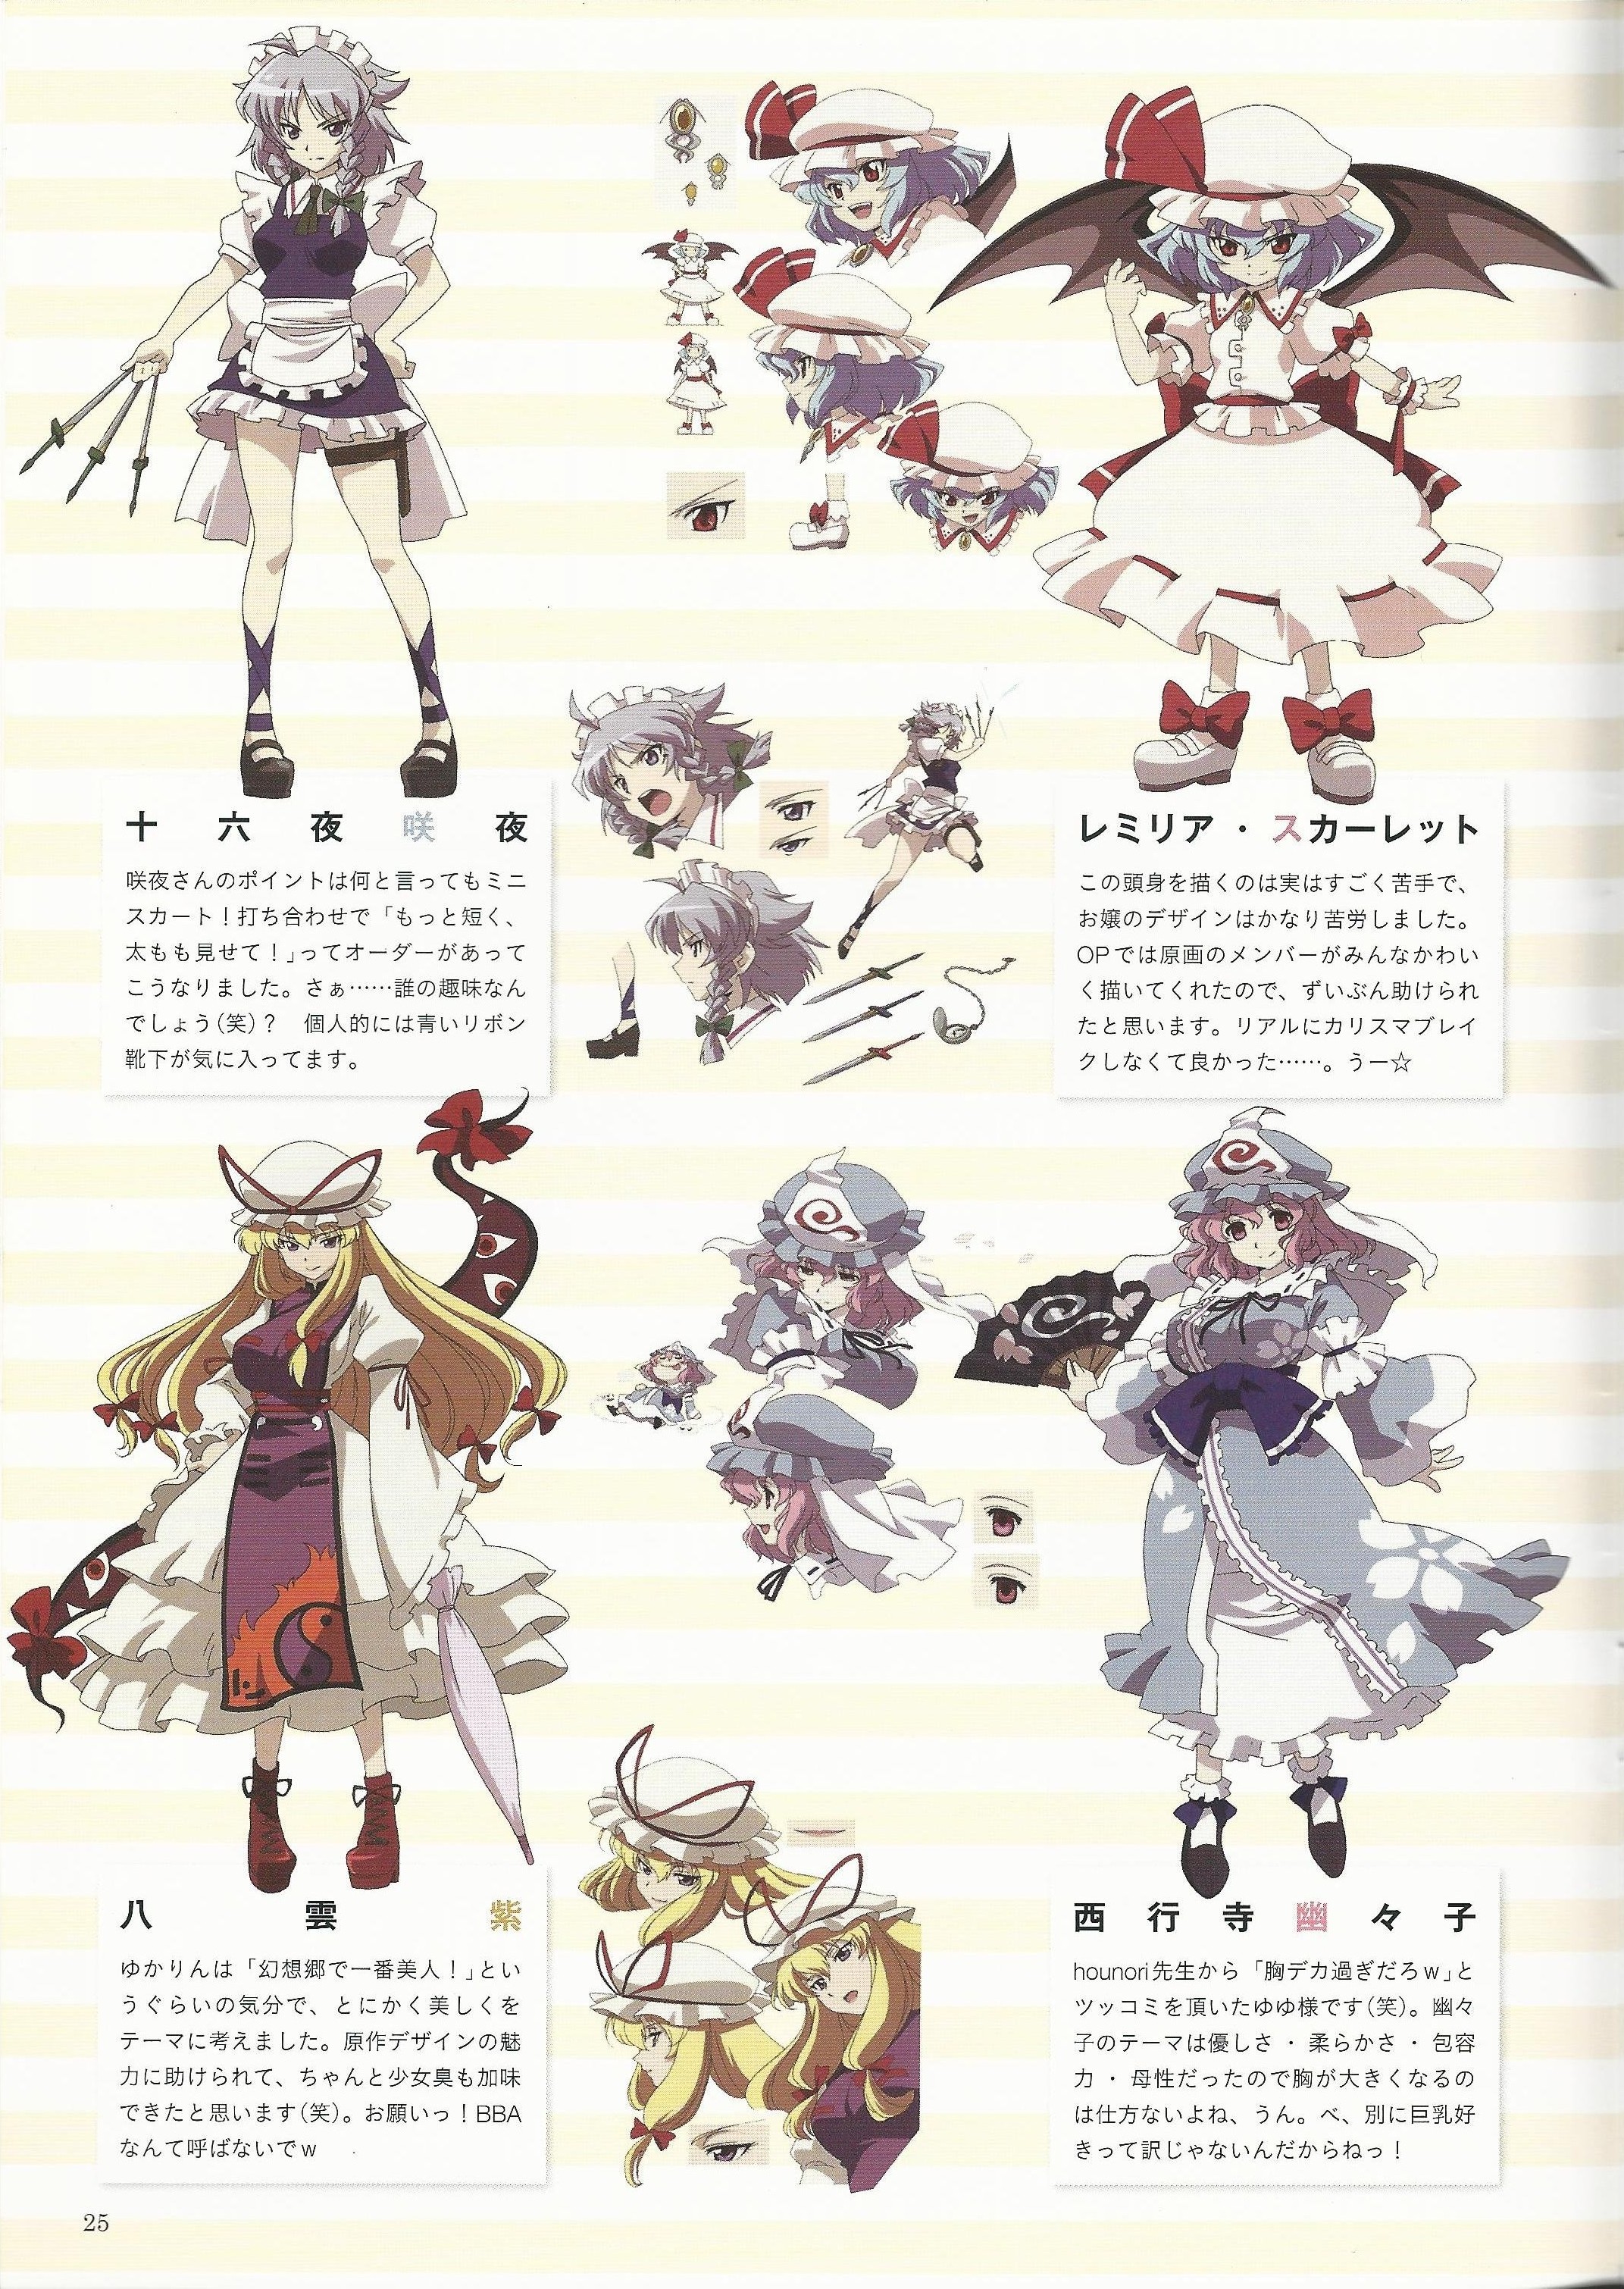 十六夜咲夜
咲夜さんのポイントは何と言ってもミニ
スカート！打ち合わせで「もっと短く、
太もも見せて！」ってオーダーがあって
こうなりました。さぁ……誰の趣味なん
でしょう（笑）？　個人的には青いリボン
靴下が気に入ってます。
レミリア・スカーレット
この頭身を描くのは実はすごく苦手で、
お嬢のデザインはかなり苦労しました。
OPでは原画のメンバーがみんなかわい
く描いてくれたので、ずいぶん助けられ
たと思います。リアルにカリスマブレイ
クしなくて良かった……。うー☆
八雲紫
ゆかりんは「幻想郷で一番美人！」とい
うぐらいの気分で、とにかく美しくを
テーマに考えました。原作デザインの魅
力に助けられて、ちゃんと少女臭も加味
できたと思います（笑）。お願いっ！BBA
なんて呼ばないでｗ
西行寺幽々子
hounori先生から「胸デカ過ぎだろｗ」と
ツッコミを頂いたゆゆ様です（笑）。幽々
子のテーマは優しさ・柔らかさ・包容
力・母性だったので胸が大きくなるの
は仕方ないよね、うん。べ、別に巨乳好
きって訳じゃないんだからねっ！
25